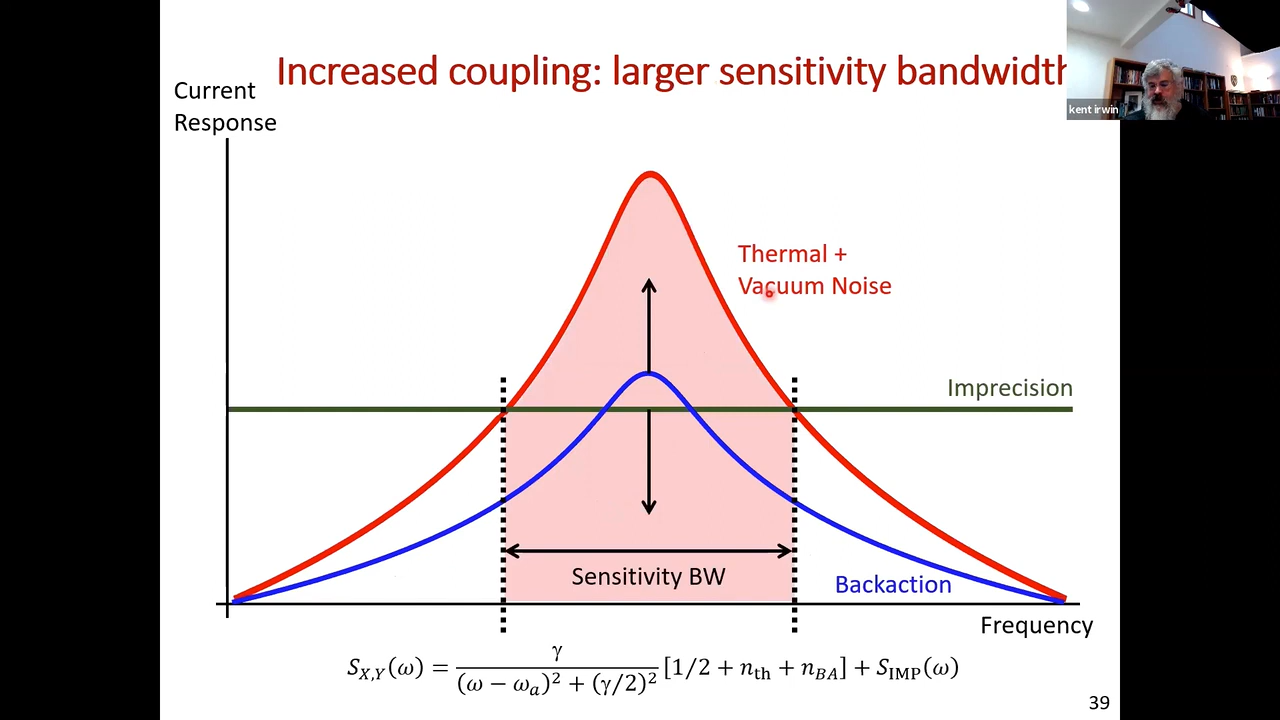 Increased coupling: larger sensitivity bandwidth
kent irwin
Current
Response
Thermal +
Vacuum Noise
Imprecision
Sensitivity BW
Backaction
Frequency
S_{X,Y}(ω) = γ / ((ω − ω_a)² + (γ/2)²) [1/2 + n_th + n_BA] + S_IMP(ω)
39